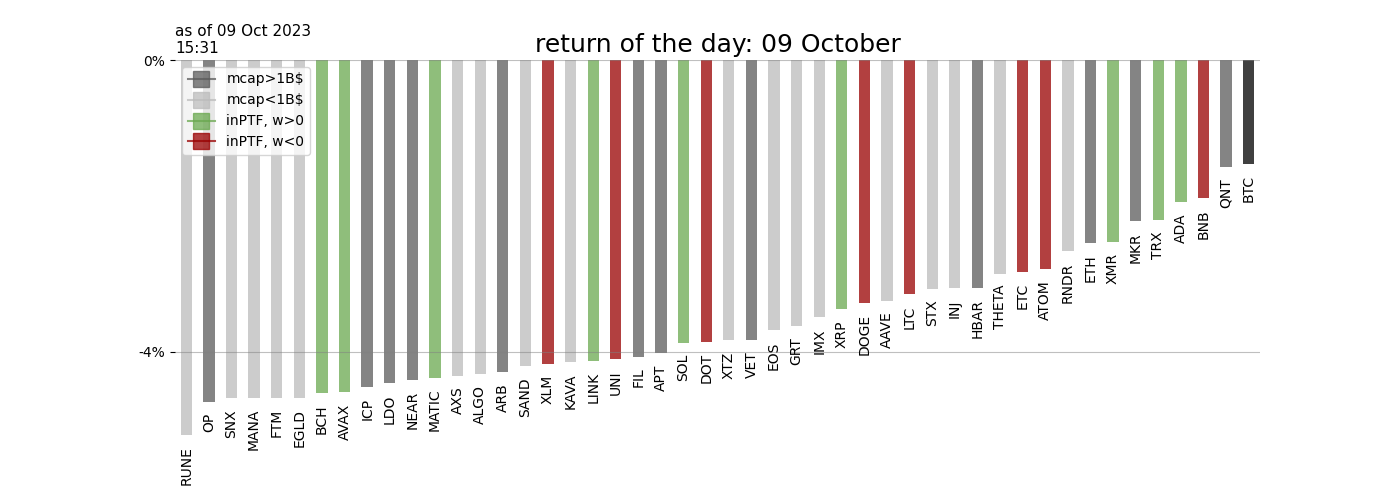 as of 09 Oct 2023
15:31
return of the day: 09 October
0%
mcap>1B$
mcap<1B$
inPTF, w>0
inPTF, w<0
-4%
RUNE
OP
SNX
MANA
FTM
EGLD
BCH
AVAX
ICP
LDO
NEAR
MATIC
AXS
ALGO
ARB
SAND
XLM
KAVA
LINK
UNI
FIL
APT
SOL
DOT
XTZ
VET
EOS
GRT
IMX
XRP
DOGE
AAVE
LTC
STX
INJ
HBAR
THETA
ETC
ATOM
RNDR
ETH
XMR
MKR
TRX
ADA
BNB
QNT
BTC